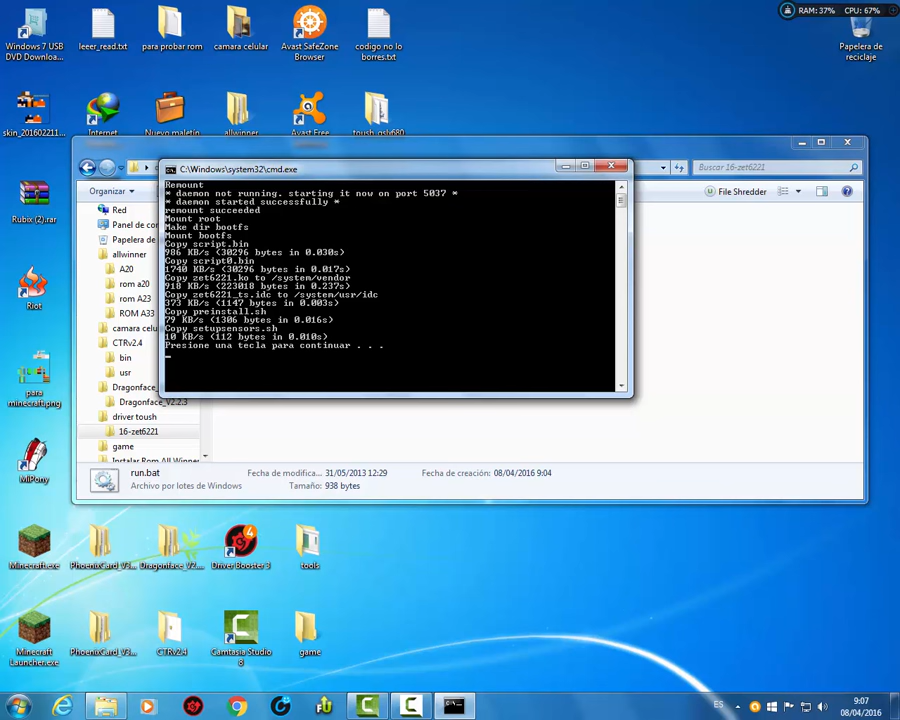 RAM: 37%
CPU: 67%
Windows 7 USB
DVD Downloa...
leeer_read.txt
para probar rom
camara celular
Avast SafeZone
Browser
codigo no lo
borres.txt
Papelera de
reciclaje
skin_201602211...
Internet
Nuevo maletín
allwinner
Avast Free
Rubix (2).rar
Riot
para
minecraft.png
MiPony
Buscar 16-zet6221
Organizar
File Shredder
Red
Panel de con
Papelera de
allwinner
A20
rom a20
rom A23
ROM A33
camara celul
CTRv2.4
bin
usr
Dragonface_
Dragonface_V2.2.3
driver toush
16-zet6221
game
C:\Windows\system32\cmd.exe
Remount
* daemon not running. starting it now on port 5037 *
* daemon started successfully *
remount succeeded
Mount root
Make dir bootfs
Mount bootfs
Copy script.bin
986 KB/s (30296 bytes in 0.030s)
Copy script0.bin
1740 KB/s (30296 bytes in 0.017s)
Copy zet6221.ko to /system/vendor
918 KB/s (223018 bytes in 0.237s)
Copy zet6221_ts.idc to /system/usr/idc
373 KB/s (1147 bytes in 0.003s)
Copy preinstall.sh
79 KB/s (1306 bytes in 0.016s)
Copy setupsensors.sh
10 KB/s (112 bytes in 0.010s)
Presione una tecla para continuar . . .
run.bat
Fecha de modifica... 31/05/2013 12:29
Fecha de creación: 08/04/2016 9:04
Archivo por lotes de Windows
Tamaño: 938 bytes
Minecraft.exe
PhoenixCard_V3...
Dragonface_V2....
Driver Booster 3
tools
Minecraft
Launcher.exe
PhoenixCard_V3...
CTRv2.4
Camtasia Studio
8
game
ES
9:07
08/04/2016